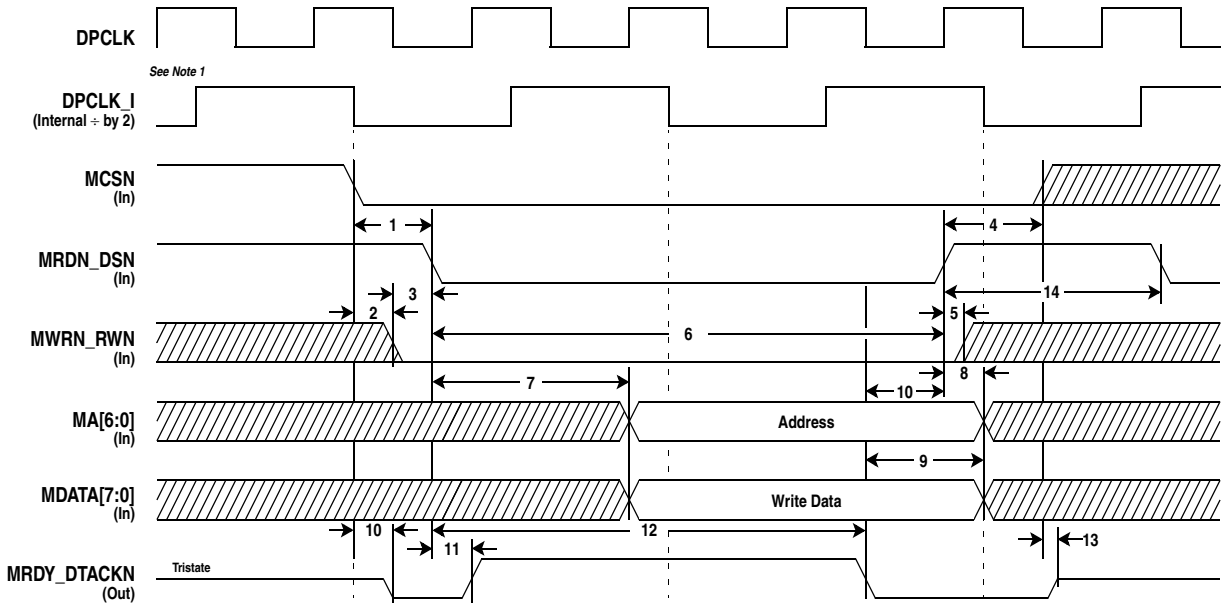 DPCLK
See Note 1
DPCLK_I
(Internal ÷ by 2)
MCSN
(In)
1
4
MRDN_DSN
(In)
3
14
2
5
MWRN_RWN
(In)
6
7
8
10
MA[6:0]
(In)
Address
9
MDATA[7:0]
(In)
Write Data
10
12
11
13
MRDY_DTACKN
(Out)
Tristate